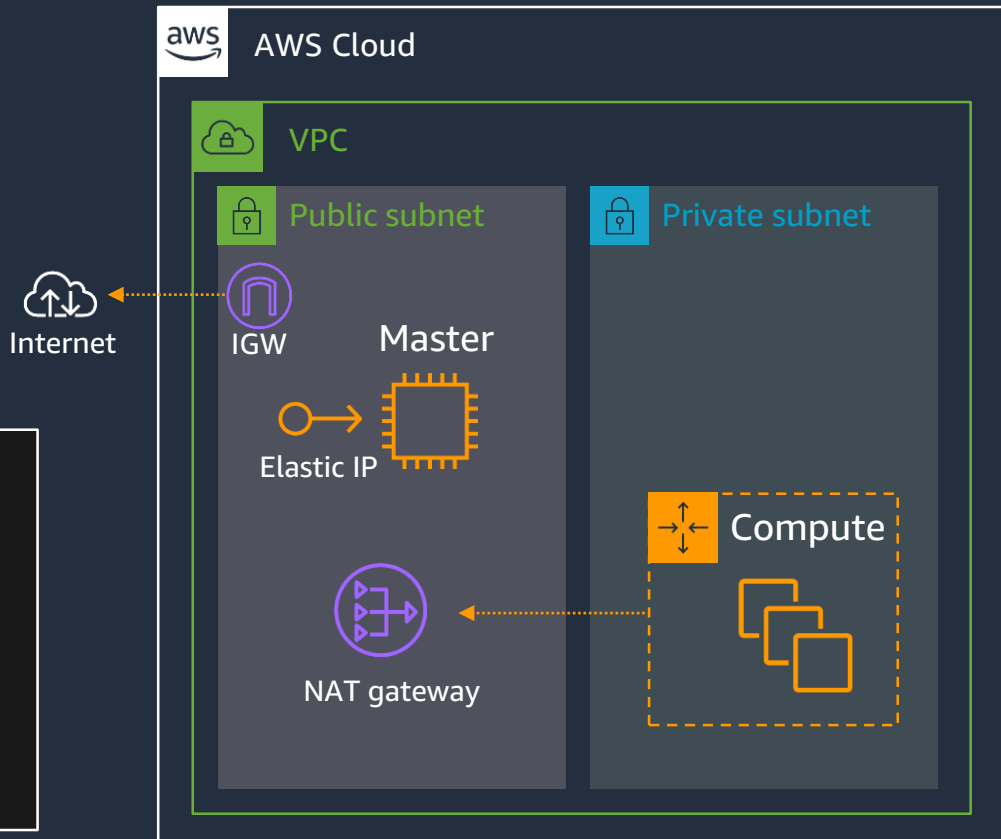 aws
AWS Cloud
VPC
Public subnet
Private subnet
Internet
IGW
Master
Elastic IP
Compute
NAT gateway